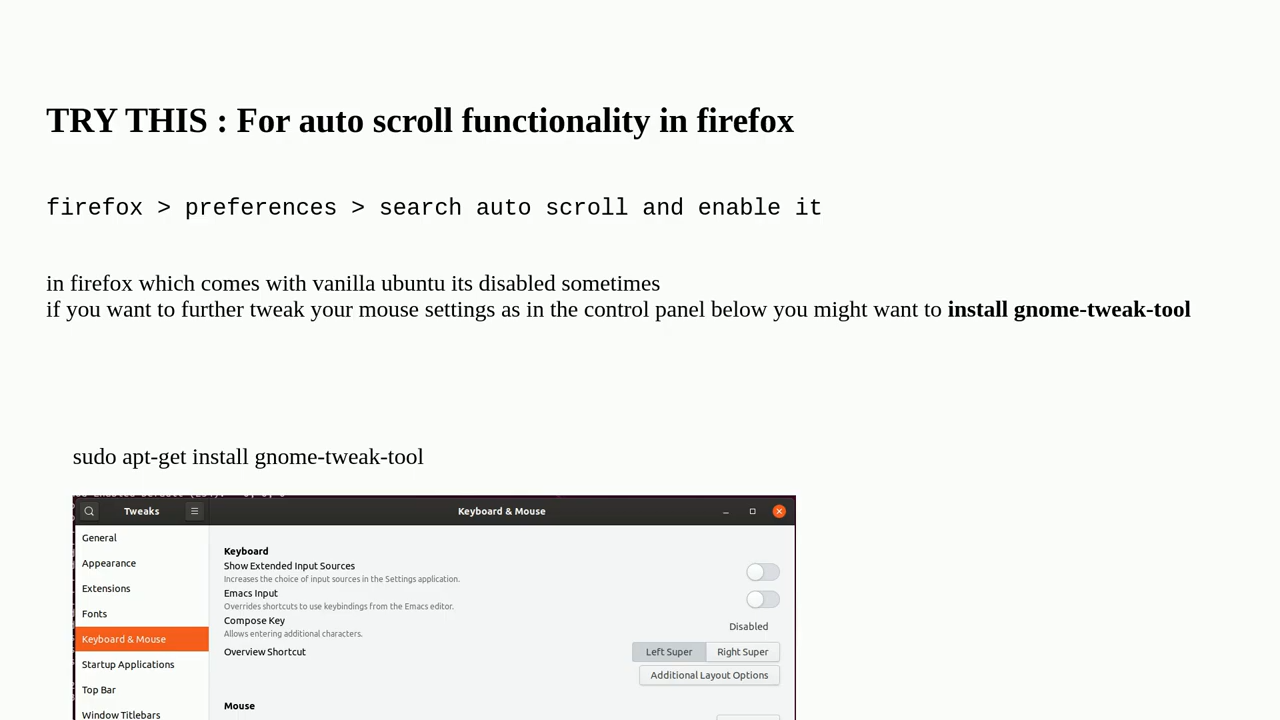 TRY THIS : For auto scroll functionality in firefox
firefox > preferences > search auto scroll and enable it
in firefox which comes with vanilla ubuntu its disabled sometimes
if you want to further tweak your mouse settings as in the control panel below you might want to install gnome-tweak-tool
sudo apt-get install gnome-tweak-tool
Tweaks
Keyboard & Mouse
General
Appearance
Extensions
Fonts
Keyboard & Mouse
Startup Applications
Top Bar
Window Titlebars
Keyboard
Show Extended Input Sources
Increases the choice of input sources in the Settings application.
Emacs Input
Overrides shortcuts to use keybindings from the Emacs editor.
Compose Key
Allows entering additional characters.
Disabled
Overview Shortcut
Left Super
Right Super
Additional Layout Options
Mouse